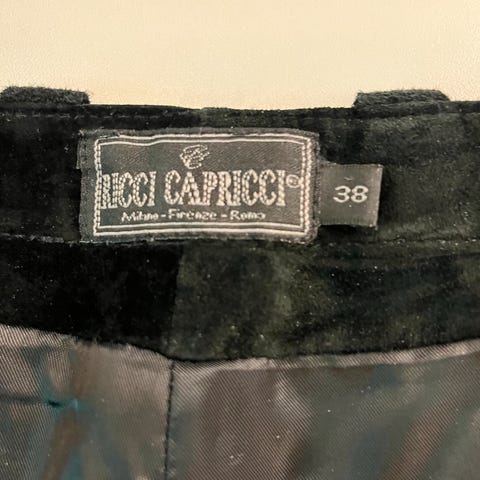 RICCI CAPRICCI®
Milano - Firenze - Roma
38